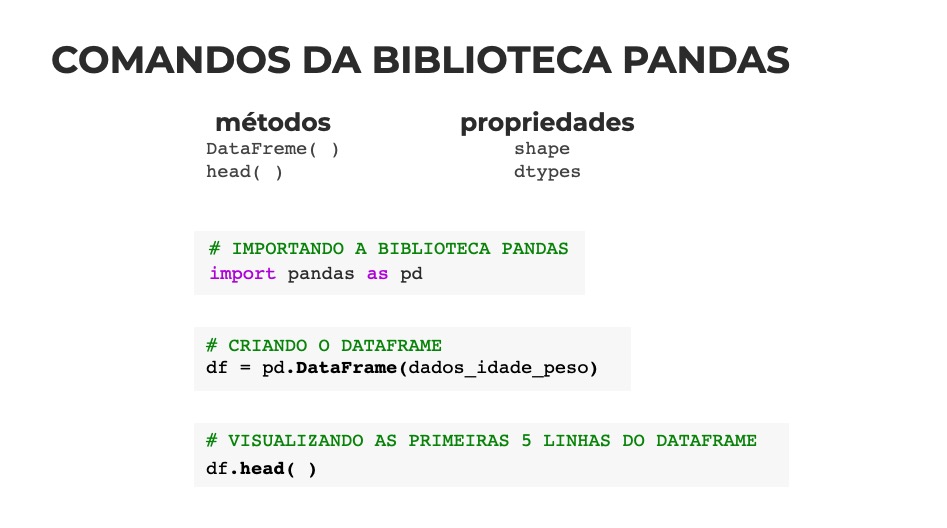 COMANDOS DA BIBLIOTECA PANDAS
métodos
DataFreme( )
head( )
propriedades
shape
dtypes
# IMPORTANDO A BIBLIOTECA PANDAS
import pandas as pd
# CRIANDO O DATAFRAME
df = pd.DataFrame(dados_idade_peso)
# VISUALIZANDO AS PRIMEIRAS 5 LINHAS DO DATAFRAME
df.head( )